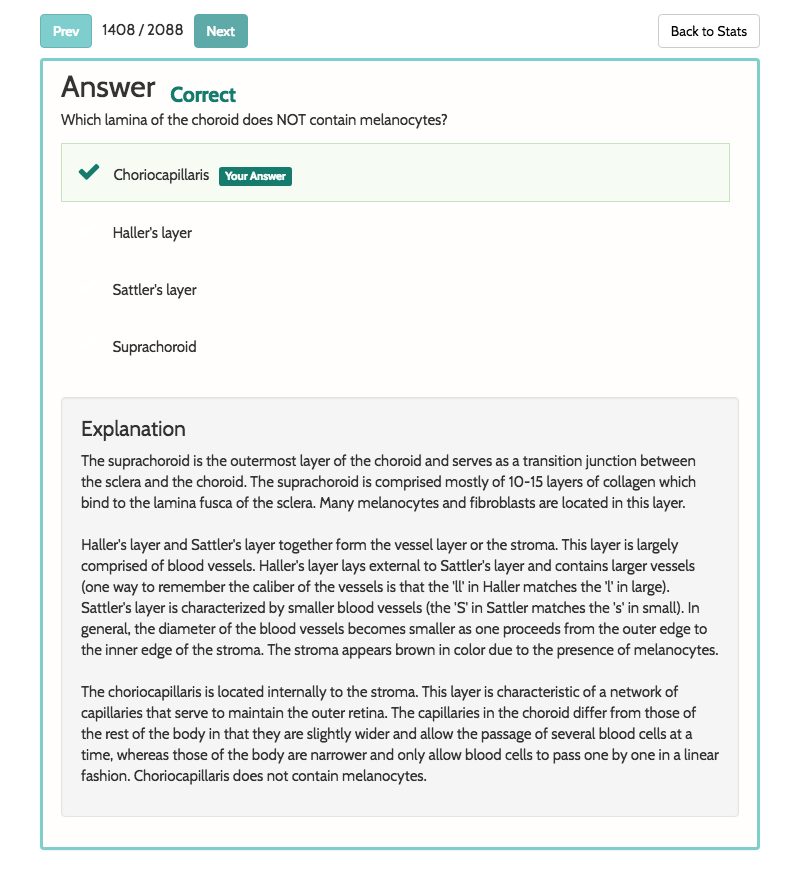 Prev 1408 / 2088 Next Back to Stats
Answer Correct
Which lamina of the choroid does NOT contain melanocytes?
Choriocapillaris Your Answer
Haller's layer
Sattler's layer
Suprachoroid
Explanation
The suprachoroid is the outermost layer of the choroid and serves as a transition junction between
the sclera and the choroid. The suprachoroid is comprised mostly of 10-15 layers of collagen which
bind to the lamina fusca of the sclera. Many melanocytes and fibroblasts are located in this layer.
Haller's layer and Sattler's layer together form the vessel layer or the stroma. This layer is largely
comprised of blood vessels. Haller's layer lays external to Sattler's layer and contains larger vessels
(one way to remember the caliber of the vessels is that the 'll' in Haller matches the 'l' in large).
Sattler's layer is characterized by smaller blood vessels (the 'S' in Sattler matches the 's' in small). In
general, the diameter of the blood vessels becomes smaller as one proceeds from the outer edge to
the inner edge of the stroma. The stroma appears brown in color due to the presence of melanocytes.
The choriocapillaris is located internally to the stroma. This layer is characteristic of a network of
capillaries that serve to maintain the outer retina. The capillaries in the choroid differ from those of
the rest of the body in that they are slightly wider and allow the passage of several blood cells at a
time, whereas those of the body are narrower and only allow blood cells to pass one by one in a linear
fashion. Choriocapillaris does not contain melanocytes.